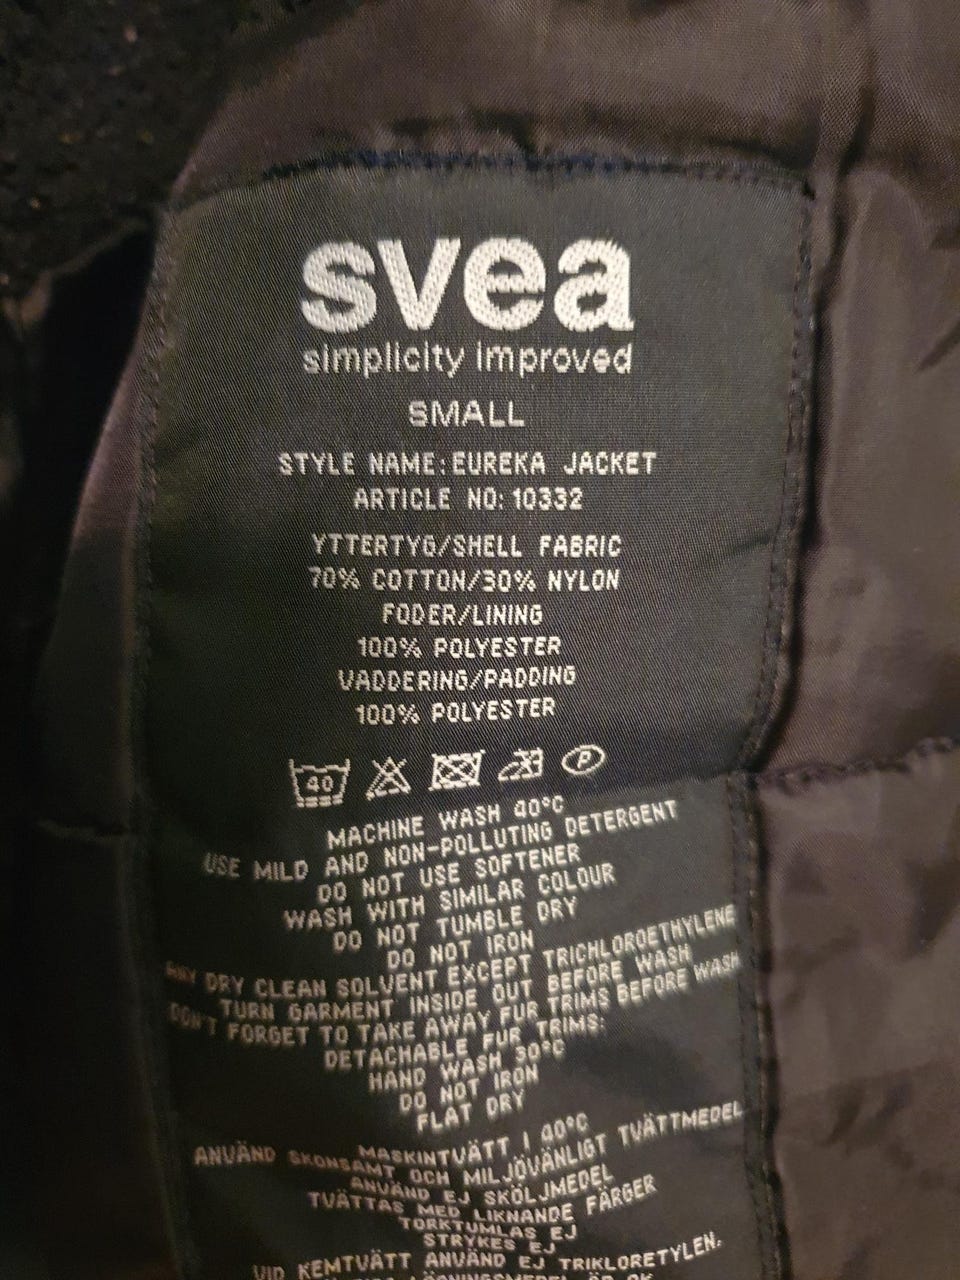 svea
simplicity improved
SMALL
STYLE NAME:EUREKA JACKET
ARTICLE NO: 10332
YTTERTYG/SHELL FABRIC
70% COTTON/30% NYLON
FODER/LINING
100% POLYESTER
VADDERING/PADDING
100% POLYESTER
40 P
MACHINE WASH 40°C
USE MILD AND NON-POLLUTING DETERGENT
DO NOT USE SOFTENER
WASH WITH SIMILAR COLOUR
DO NOT TUMBLE DRY
DO NOT IRON
ANY DRY CLEAN SOLVENT EXCEPT TRICHLOROETHYLENE
TURN GARMENT INSIDE OUT BEFORE WASH
DON'T FORGET TO TAKE AWAY FUR TRIMS BEFORE WASH
DETACHABLE FUR TRIMS:
HAND WASH 30°C
DO NOT IRON
FLAT DRY
MASKINTVÄTT I 40°C
ANVÄND SKONSAMT OCH MILJÖVÄNLIGT TVÄTTMEDEL
ANVÄND EJ SKÖLJMEDEL
TVÄTTAS MED LIKNANDE FÄRGER
TORKTUMLAS EJ
STRYKES EJ
VID KEMTVÄTT ANVÄND EJ TRIKLORETYLEN.